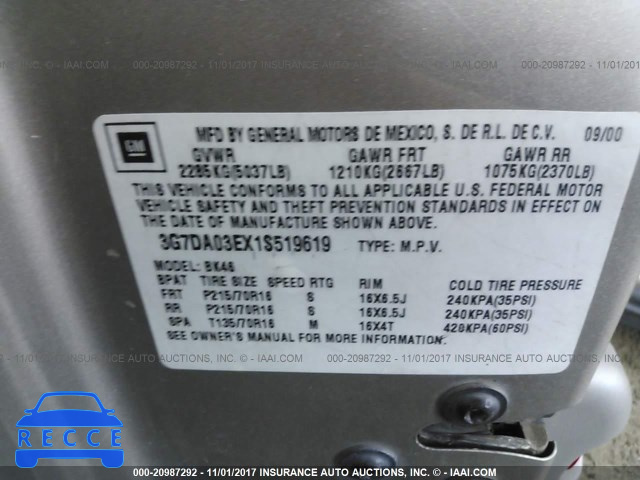 000-20987292 - 11/01/2017 INSURANCE AUTO AUCTIONS, INC. - © IAAI.COM
GM
MFD BY GENERAL MOTORS DE MEXICO, S. DE R.L. DE C.V. 09/00
GVWR GAWR FRT GAWR RR
2285KG(5037LB) 1210KG(2667LB) 1075KG(2370LB)
THIS VEHICLE CONFORMS TO ALL APPLICABLE U.S. FEDERAL MOTOR
VEHICLE SAFETY AND THEFT PREVENTION STANDARDS IN EFFECT ON
THE DATE OF MANUFACTURE SHOWN ABOVE.
3G7DA03EX1S519619 TYPE: M.P.V.
MODEL: BK46
BPAT TIRE SIZE SPEED RTG RIM COLD TIRE PRESSURE
FRT P215/70R16 S 16X6.5J 240KPA(35PSI)
RR P215/70R16 S 16X6.5J 240KPA(35PSI)
SPA T135/70R16 M 16X4T 420KPA(60PSI)
SEE OWNER'S MANUAL FOR MORE INFORMATION.
RECCE
000-20987292 - 11/01/2017 INSURANCE AUTO AUCTIONS, INC. - © IAAI.COM
IAAI.COM